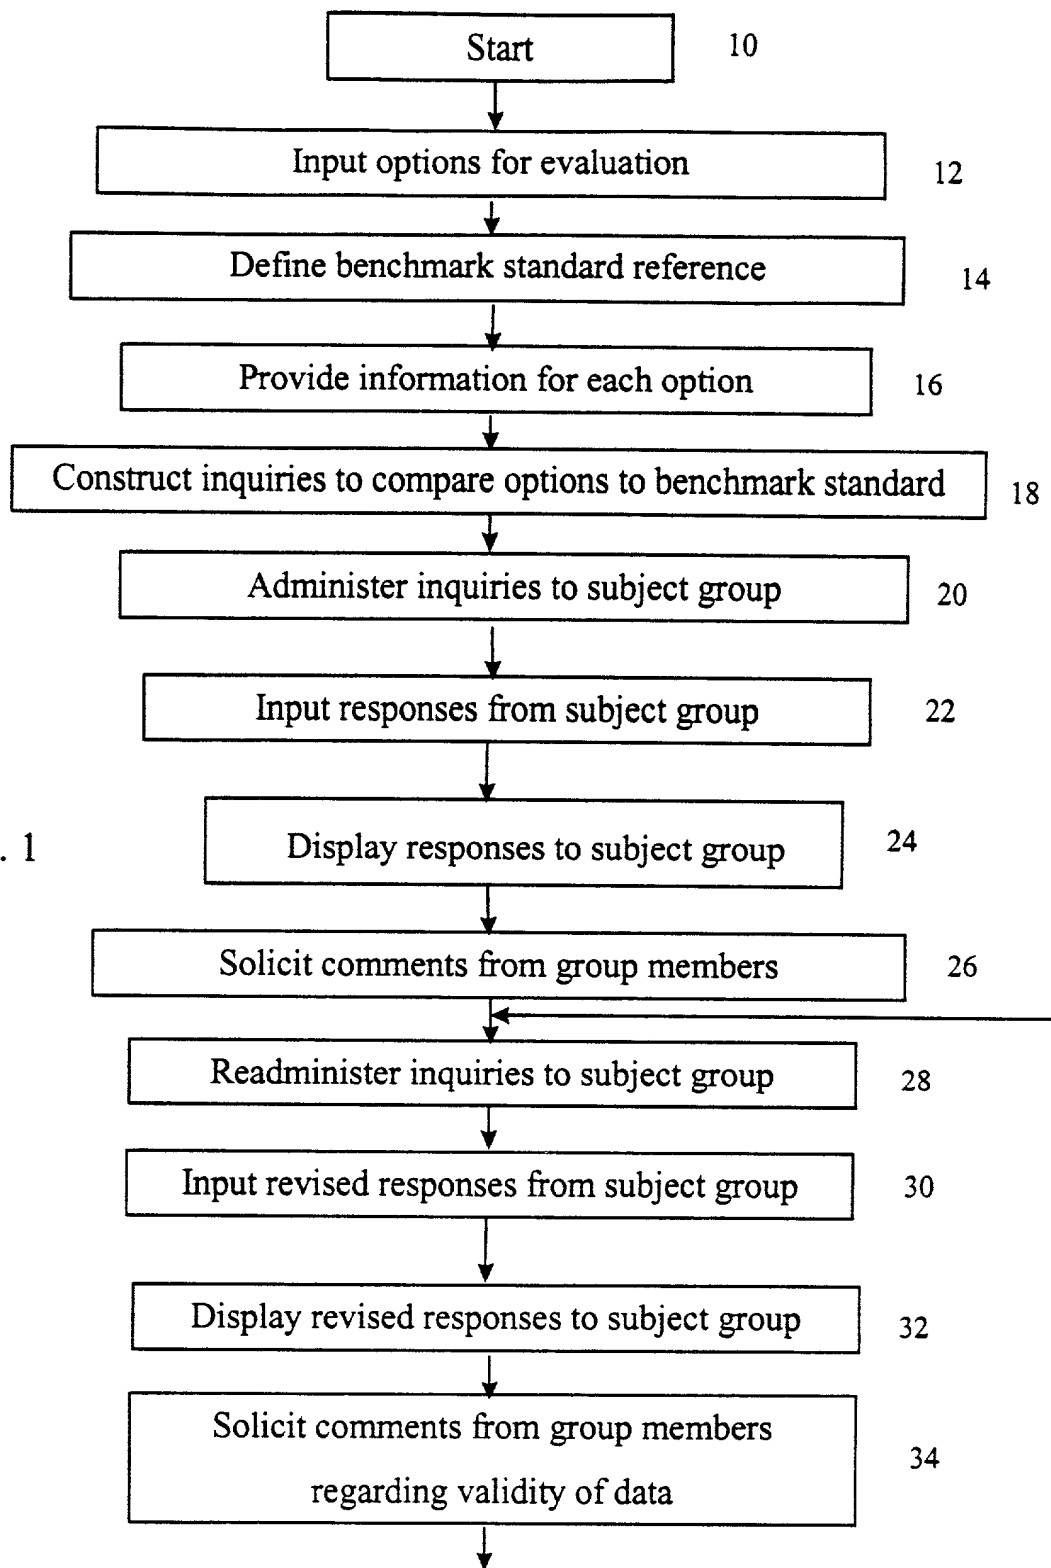 Start 10
Input options for evaluation 12
Define benchmark standard reference 14
Provide information for each option 16
Construct inquiries to compare options to benchmark standard 18
Administer inquiries to subject group 20
Input responses from subject group 22
. 1
Display responses to subject group 24
Solicit comments from group members 26
Readminister inquiries to subject group 28
Input revised responses from subject group 30
Display revised responses to subject group 32
Solicit comments from group members
regarding validity of data
34